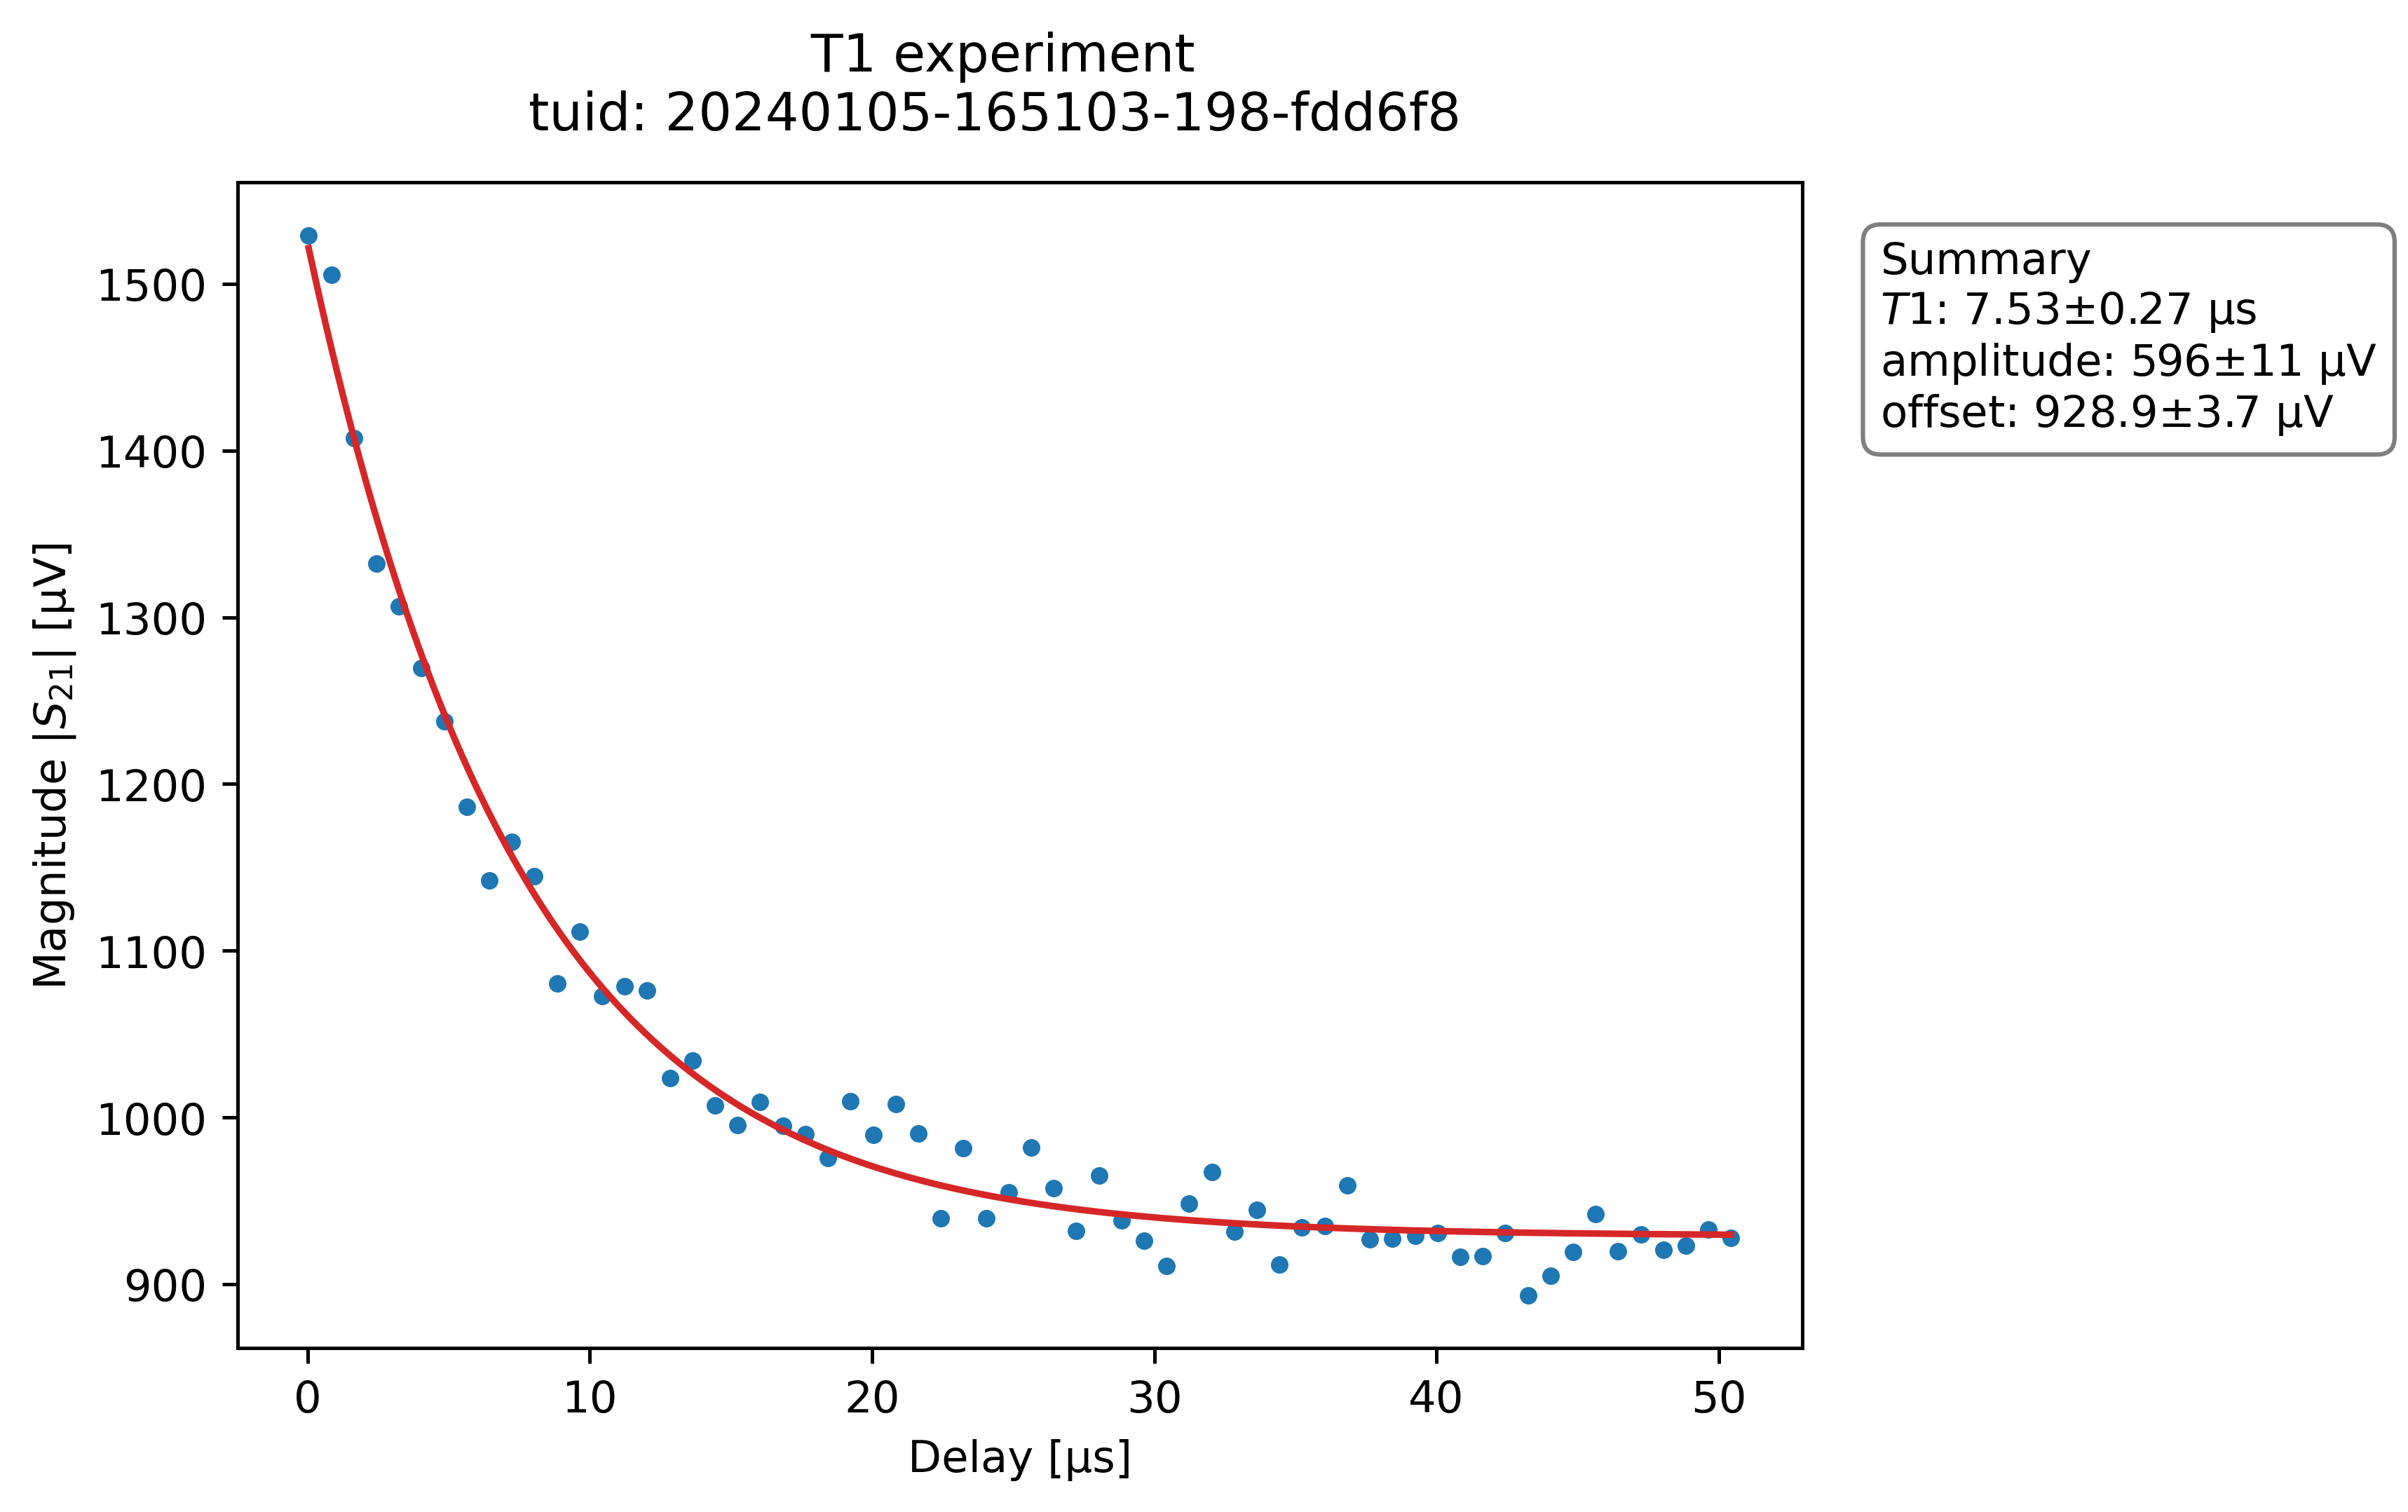 T1 experiment
tuid: 20240105-165103-198-fdd6f8
Magnitude |S21| [µV]
1500
1400
1300
1200
1100
1000
900
0 10 20 30 40 50
Delay [µs]
Summary
T1: 7.53±0.27 µs
amplitude: 596±11 µV
offset: 928.9±3.7 µV